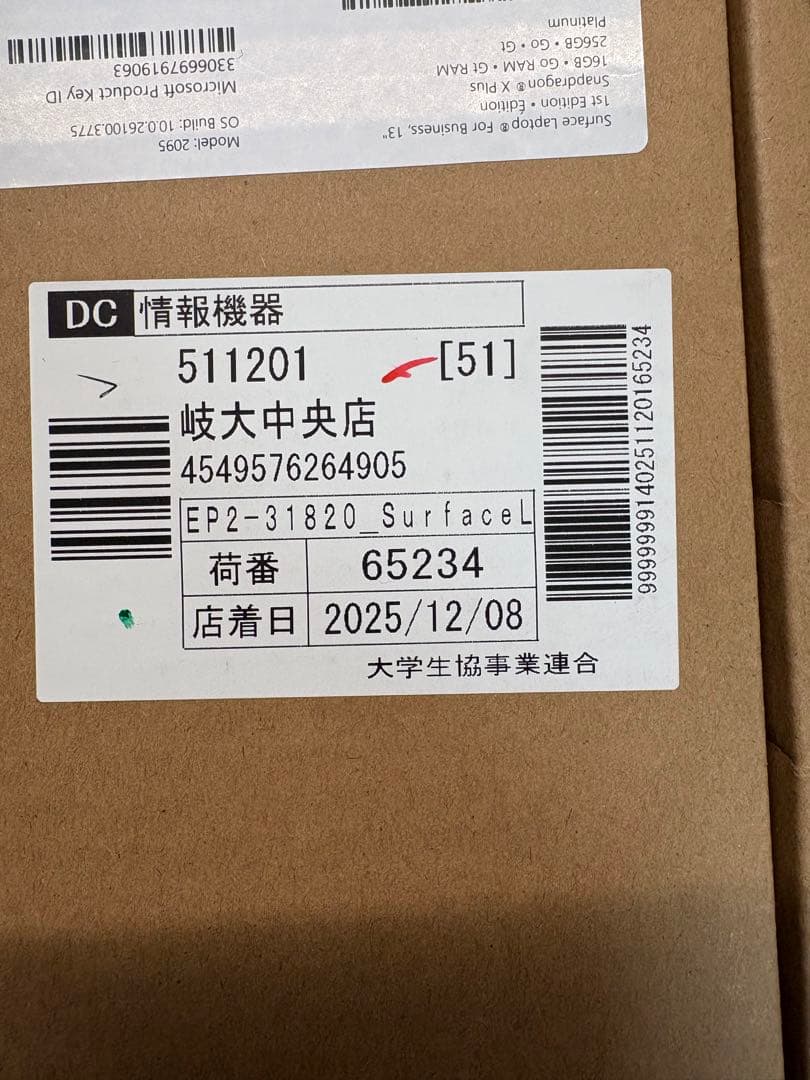 Surface Laptop® For Business, 13"
1st Edition • Édition
Snapdragon® X Plus
16GB • Go RAM • Gt RAM
256GB • Go • Gt
Platinum
Model: 2095
OS Build: 10.0.26100.3775
Microsoft Product Key ID
3306697919063
DC 情報機器
511201 [51]
岐大中央店
4549576264905
EP2-31820_SurfaceL
荷番 65234
店着日 2025/12/08
大学生協事業連合
9999999140251120165234